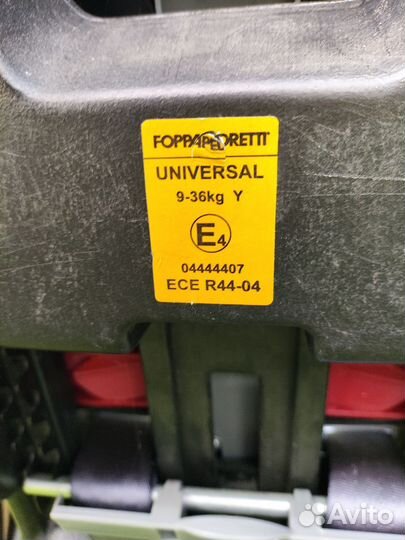 FOPPAPEDRETTI
UNIVERSAL
9-36kg Y
E4
04444407
ECE R44-04
Avito